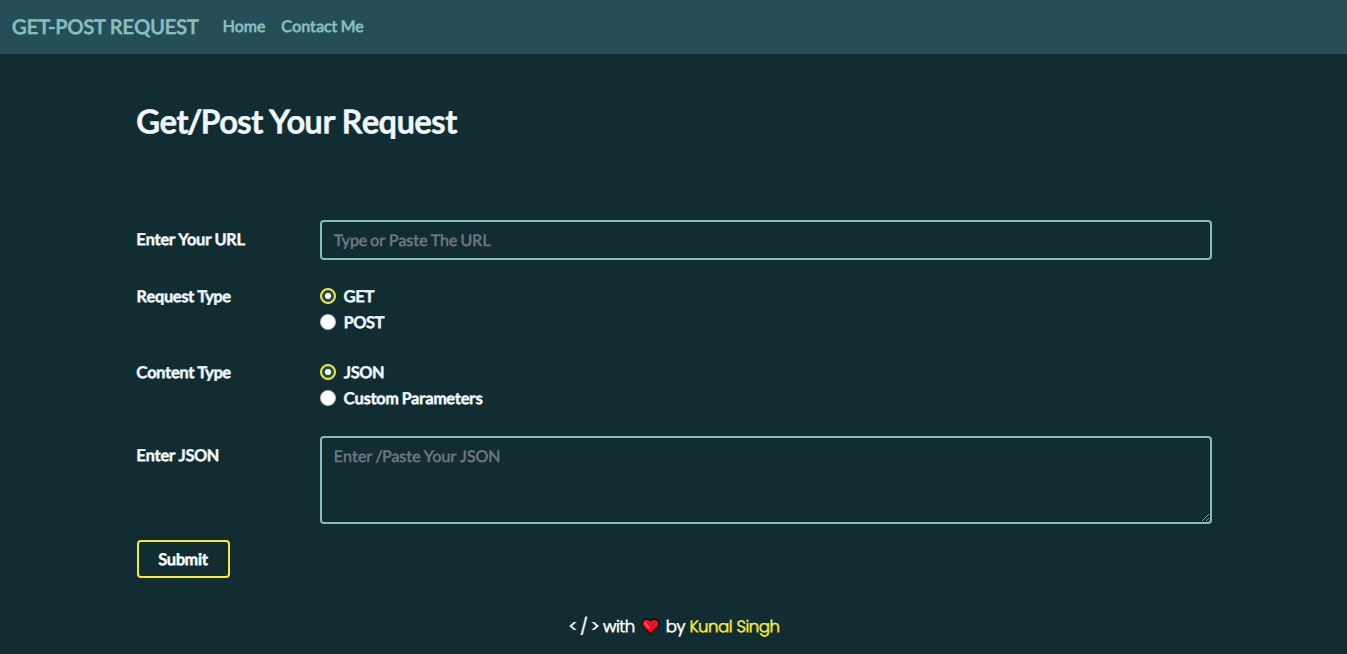 GET-POST REQUEST Home Contact Me
Get/Post Your Request
Enter Your URL Type or Paste The URL
Request Type GET
POST
Content Type JSON
Custom Parameters
Enter JSON Enter /Paste Your JSON
Submit
</> with ❤️ by Kunal Singh